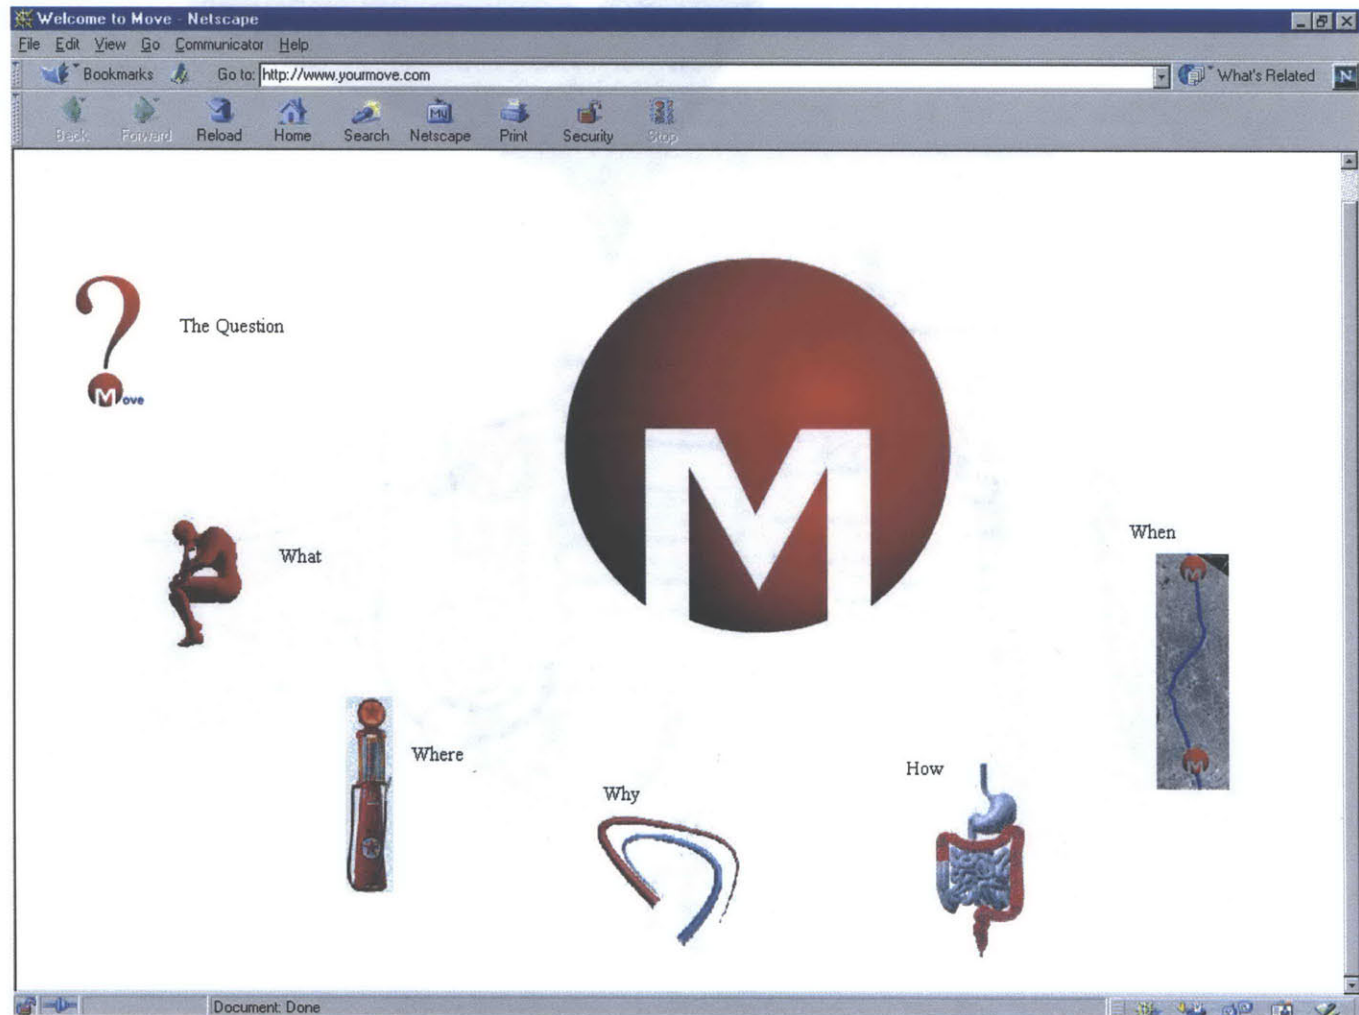 Welcome to Move - Netscape
File Edit View Go Communicator Help
Bookmarks Go to: http://www.yourmove.com What's Related N
Back Forward Reload Home Search Netscape Print Security Stop
My
The Question
Move
M
What
When
M
M
Where
Why
How
Document: Done